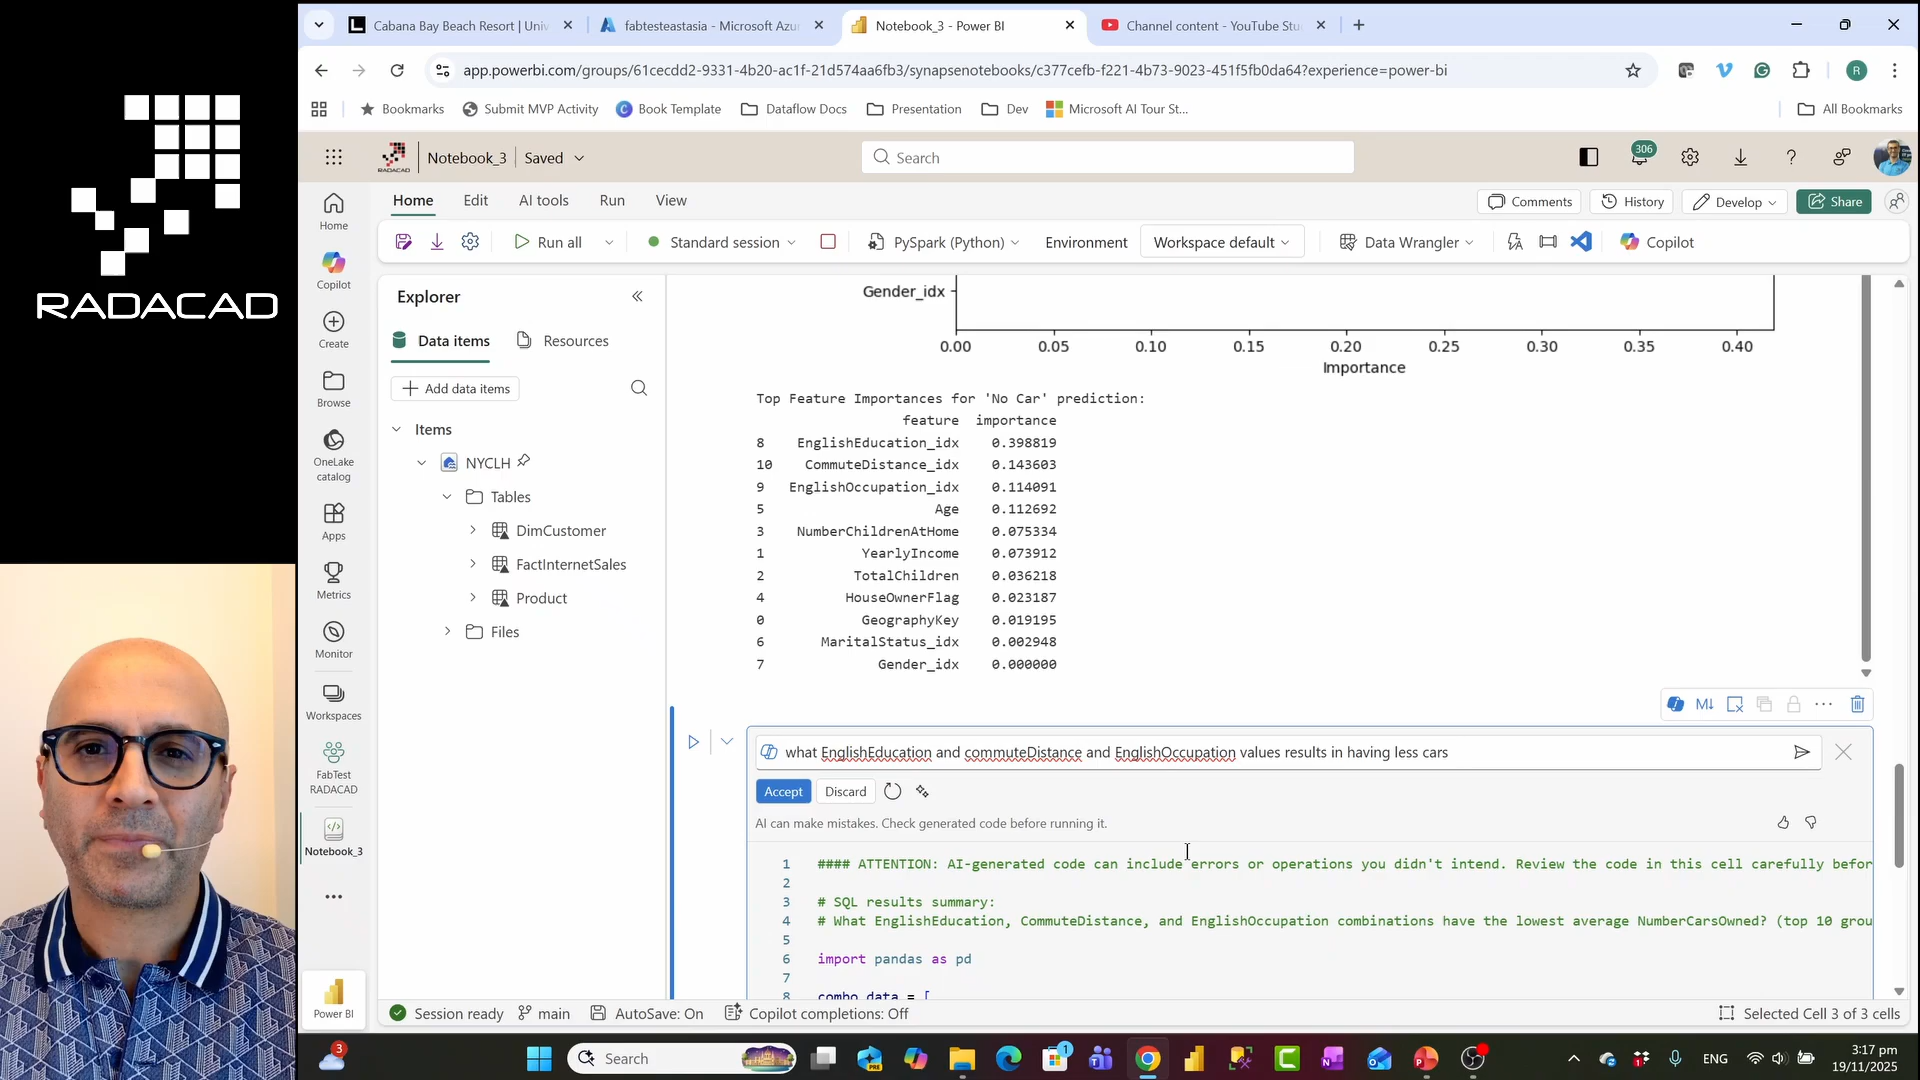 RADACAD
Cabana Bay Beach Resort | Univ
fabtesteastasia - Microsoft Azu
Notebook_3 - Power BI
Channel content - YouTube Stu
app.powerbi.com/groups/61cecdd2-9331-4b20-ac1f-21d574aa6fb3/synapsenotebooks/c377cefb-f221-4b73-9023-451f5fb0da64?experience=power-bi
R
Bookmarks
Submit MVP Activity
Book Template
Dataflow Docs
Presentation
Dev
Microsoft AI Tour St...
All Bookmarks
RADACAD
Notebook_3
Saved
Search
306
Home
Edit
AI tools
Run
View
Comments
History
Develop
Share
Run all
Standard session
PySpark (Python)
Environment
Workspace default
Data Wrangler
Copilot
Home
Copilot
Create
Browse
OneLake
catalog
Apps
Metrics
Monitor
Workspaces
FabTest
RADACAD
Notebook_3
Power BI
Explorer
Data items
Resources
Add data items
Items
NYCLH
Tables
DimCustomer
FactInternetSales
Product
Files
Gender_idx
0.00 0.05 0.10 0.15 0.20 0.25 0.30 0.35 0.40
Importance
Top Feature Importances for 'No Car' prediction:
feature importance
8 EnglishEducation_idx 0.398819
10 CommuteDistance_idx 0.143603
9 EnglishOccupation_idx 0.114091
5 Age 0.112692
3 NumberChildrenAtHome 0.075334
1 YearlyIncome 0.073912
2 TotalChildren 0.036218
4 HouseOwnerFlag 0.023187
0 GeographyKey 0.019195
6 MaritalStatus_idx 0.002948
7 Gender_idx 0.000000
M↓
what EnglishEducation and commuteDistance and EnglishOccupation values results in having less cars
Accept
Discard
AI can make mistakes. Check generated code before running it.
1 #### ATTENTION: AI-generated code can include errors or operations you didn't intend. Review the code in this cell carefully befor
2
3 # SQL results summary:
4 # What EnglishEducation, CommuteDistance, and EnglishOccupation combinations have the lowest average NumberCarsOwned? (top 10 grou
5
6 import pandas as pd
7
8 combo_data = [
Session ready
main
AutoSave: On
Copilot completions: Off
Selected Cell 3 of 3 cells
3
Search
PRE
1
ENG
3:17 pm
19/11/2025